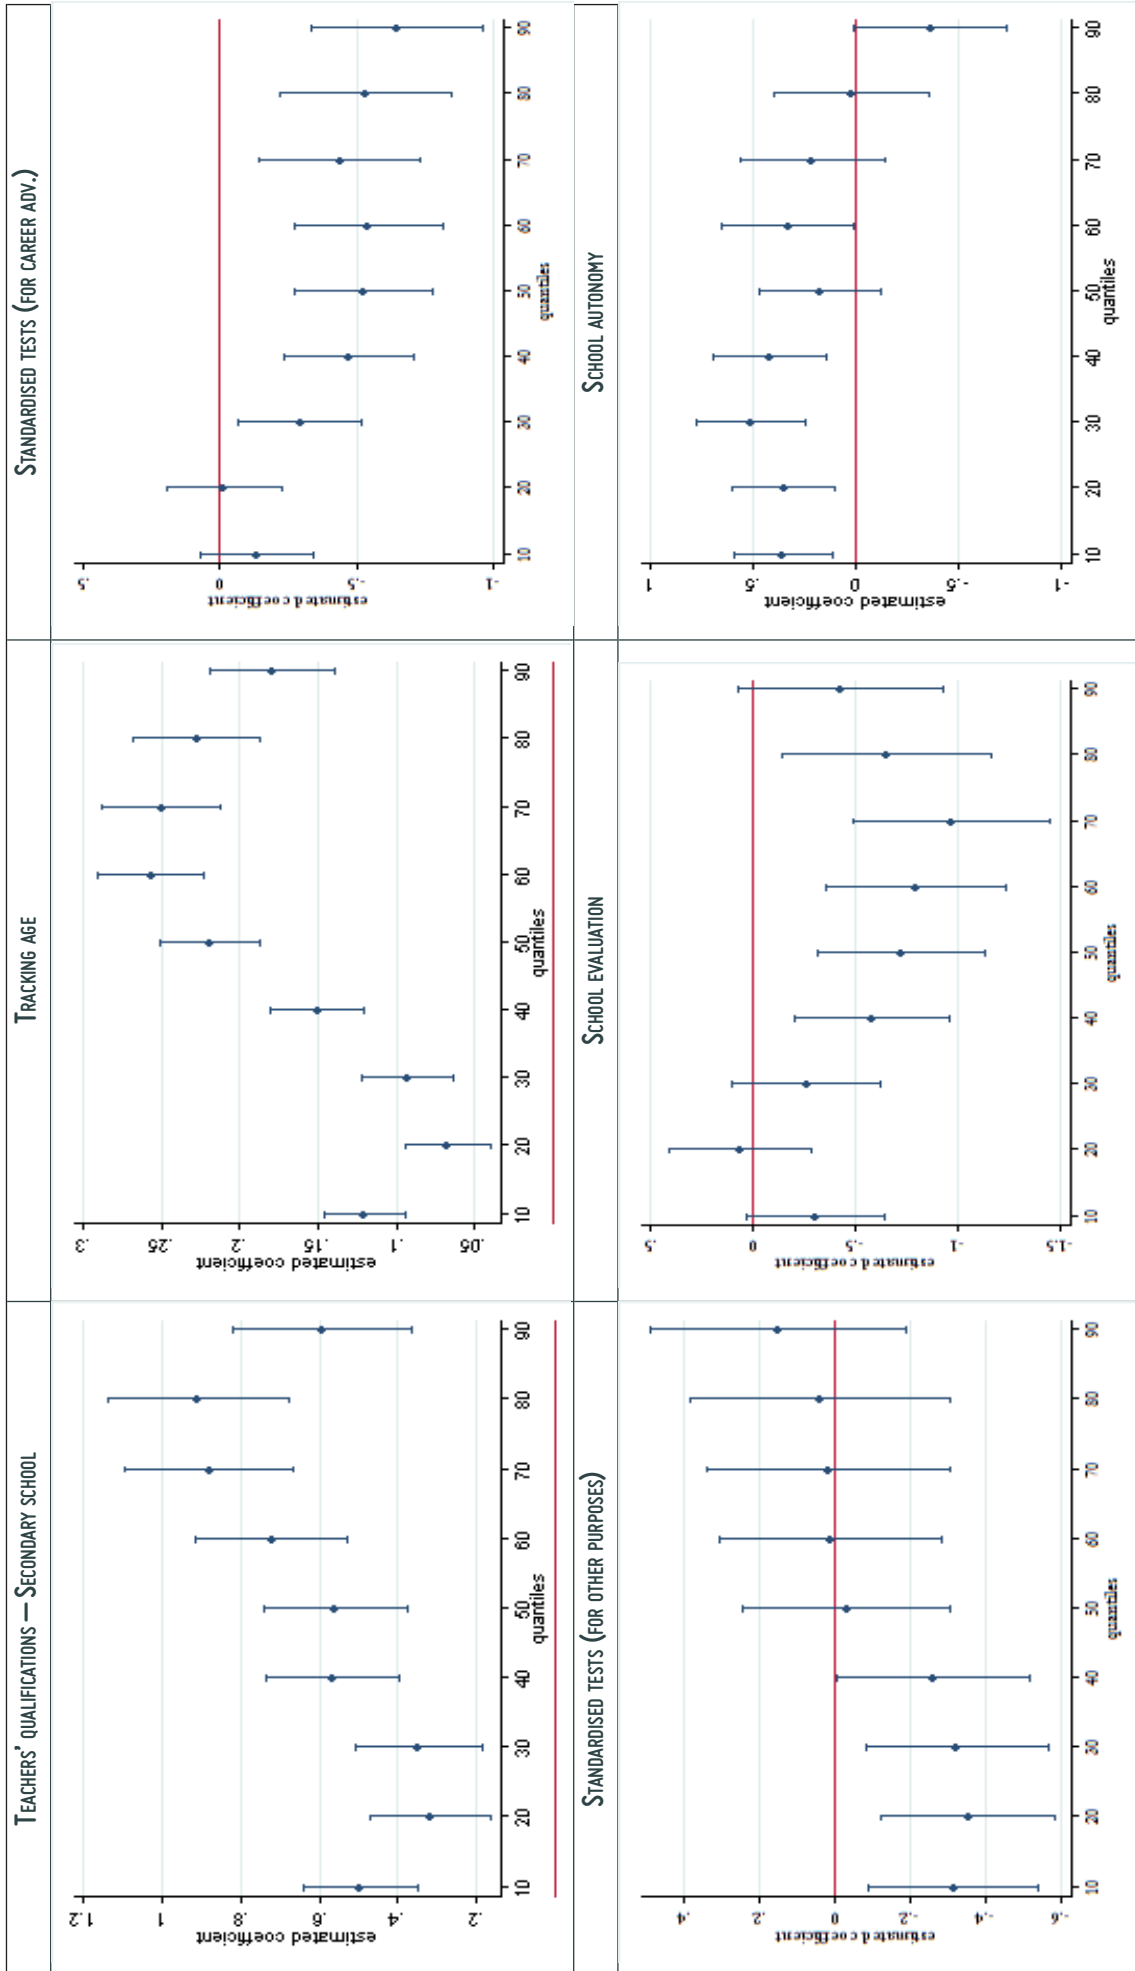 TEACHERS' QUALIFICATIONS – SECONDARY SCHOOL
estimated coefficient
1.2
1
.8
.6
.4
.2
10 20 30 40 50 60 70 80 90
quantiles
TRACKING AGE
estimated coefficient
.3
.25
.2
.15
.1
.05
10 20 30 40 50 60 70 80 90
quantiles
STANDARDISED TESTS (FOR CAREER ADV.)
estimated coefficient
.5
0
-.5
-1
10 20 30 40 50 60 70 80 90
quantiles
STANDARDISED TESTS (FOR OTHER PURPOSES)
estimated coefficient
.4
.2
0
-.2
-.4
-.6
10 20 30 40 50 60 70 80 90
quantiles
SCHOOL EVALUATION
estimated coefficient
.5
0
-.5
-1
-1.5
10 20 30 40 50 60 70 80 90
quantiles
SCHOOL AUTONOMY
estimated coefficient
1
.5
0
-.5
-1
10 20 30 40 50 60 70 80 90
quantiles